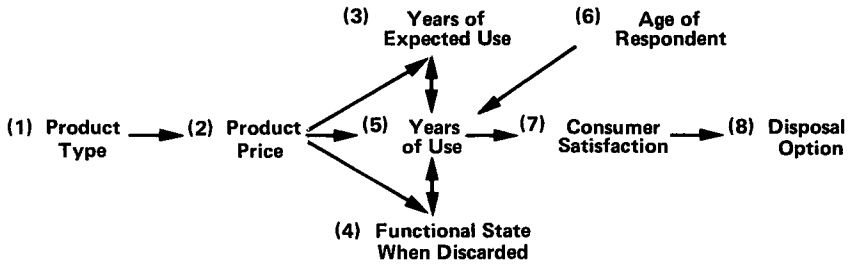 (3) Years of
Expected Use
(6) Age of
Respondent
(1) Product
Type
(2) Product
Price
(5) Years
of Use
(7) Consumer
Satisfaction
(8) Disposal
Option
(4) Functional State
When Discarded